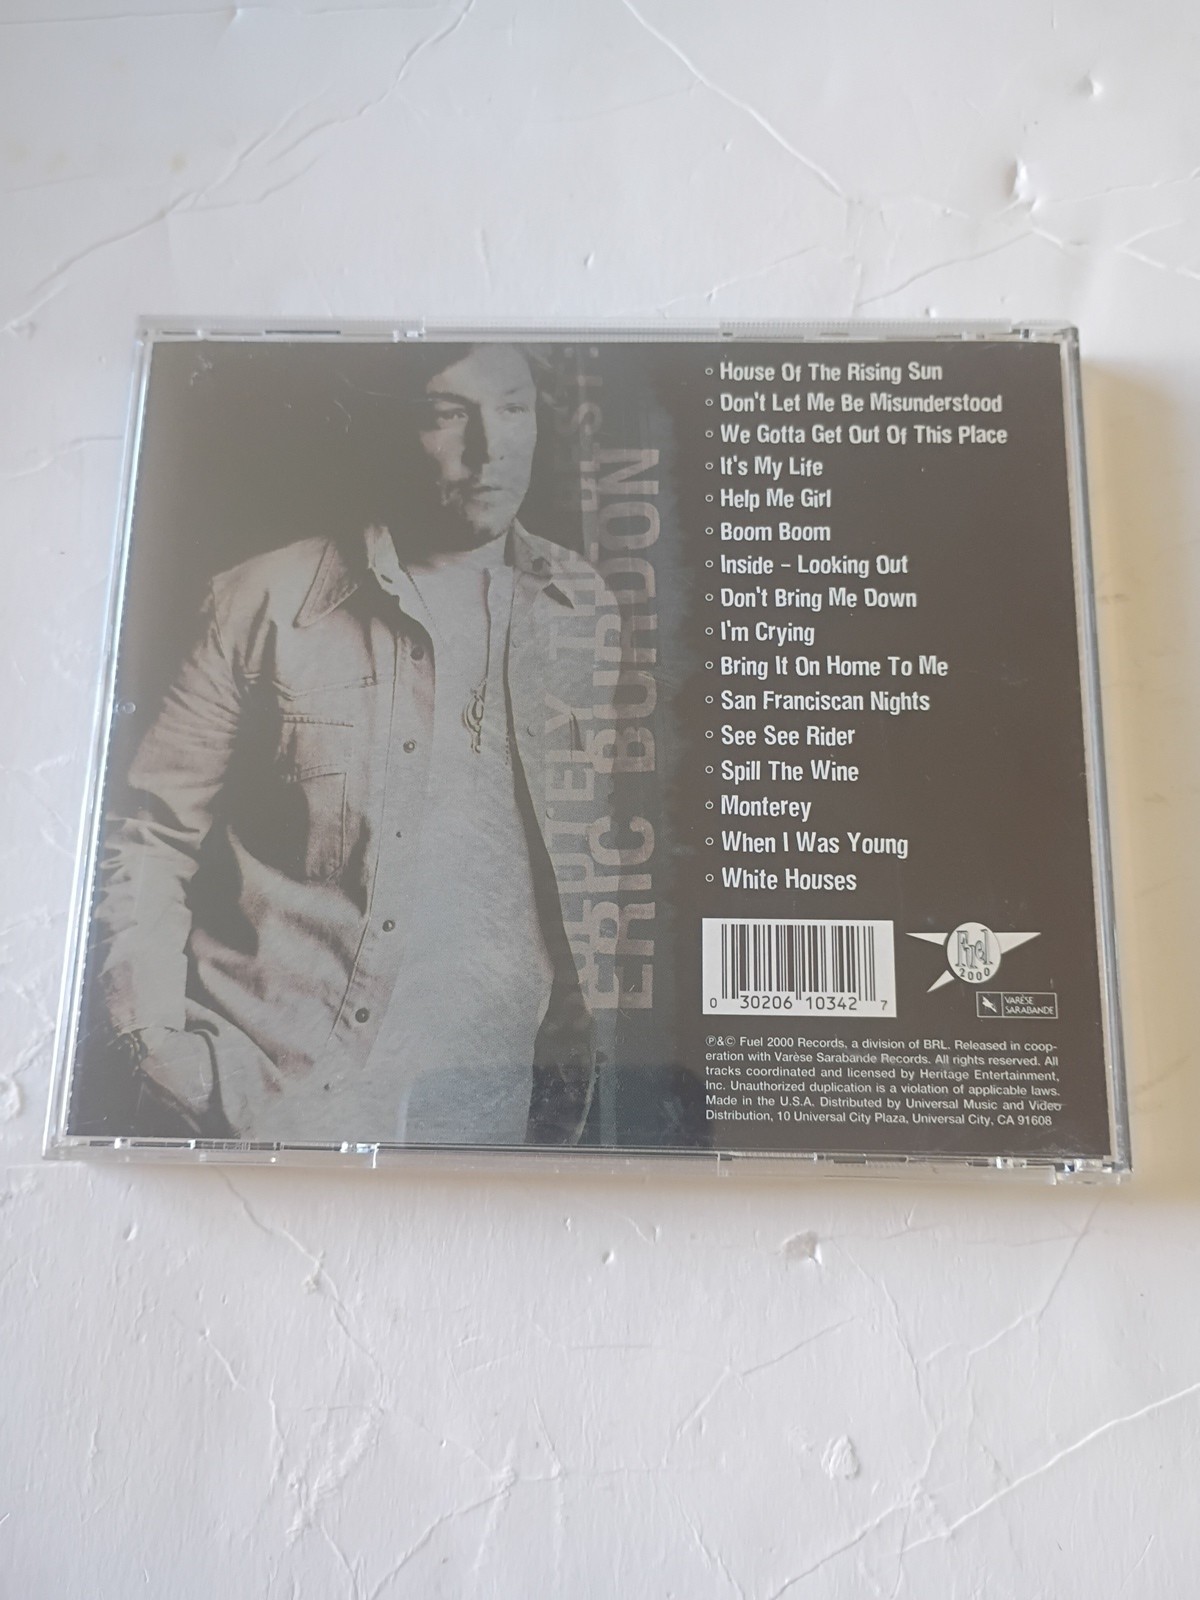 House Of The Rising Sun
Don't Let Me Be Misunderstood
We Gotta Get Out Of This Place
It's My Life
Help Me Girl
Boom Boom
Inside – Looking Out
Don't Bring Me Down
I'm Crying
Bring It On Home To Me
San Franciscan Nights
See See Rider
Spill The Wine
Monterey
When I Was Young
White Houses
ERIC BURDON
0 30206 10342 7
Fuel
2000
VARÈSE
SARABANDE
℗&© Fuel 2000 Records, a division of BRL. Released in coop-
eration with Varèse Sarabande Records. All rights reserved. All
tracks coordinated and licensed by Heritage Entertainment,
Inc. Unauthorized duplication is a violation of applicable laws.
Made in the U.S.A. Distributed by Universal Music and Video
Distribution, 10 Universal City Plaza, Universal City, CA 91608